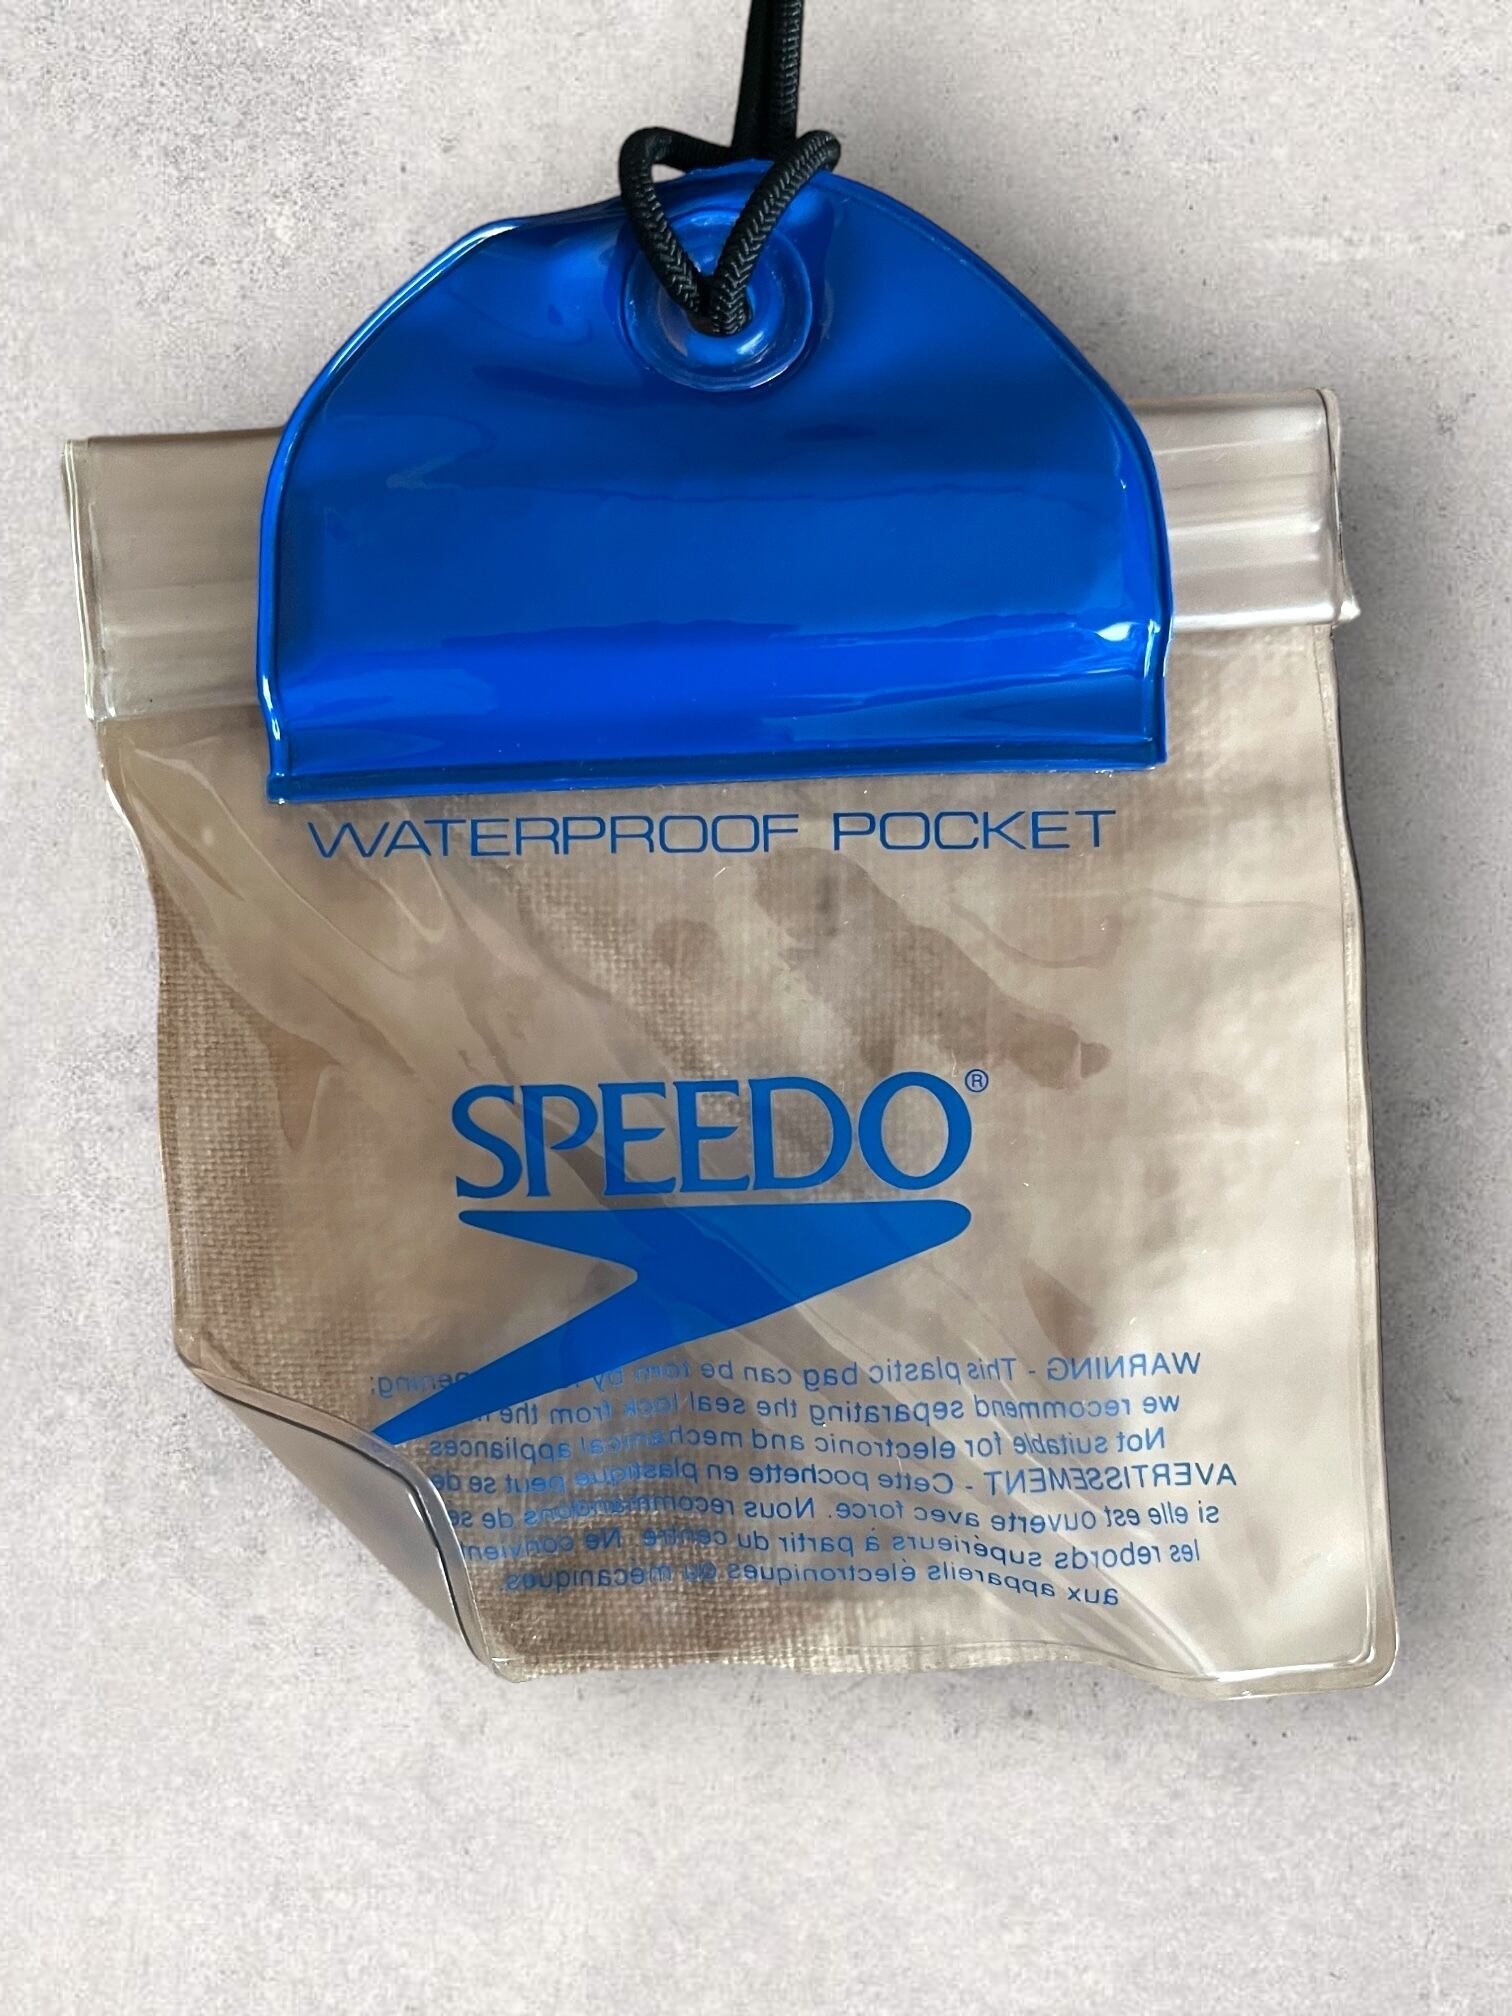 WATERPROOF POCKET
SPEEDO®
WARNING - This plastic bag can be torn by
we recommend separating the seal lock from the
Not suitable for electronic and mechanical appliances
AVERTISSEMENT - Cette pochette en plastique peut se
si elle est ouverte avec force. Nous recommandons de
les rebords supérieurs à partir du centre. Ne convient
aux appareils électroniques ou mécaniques.